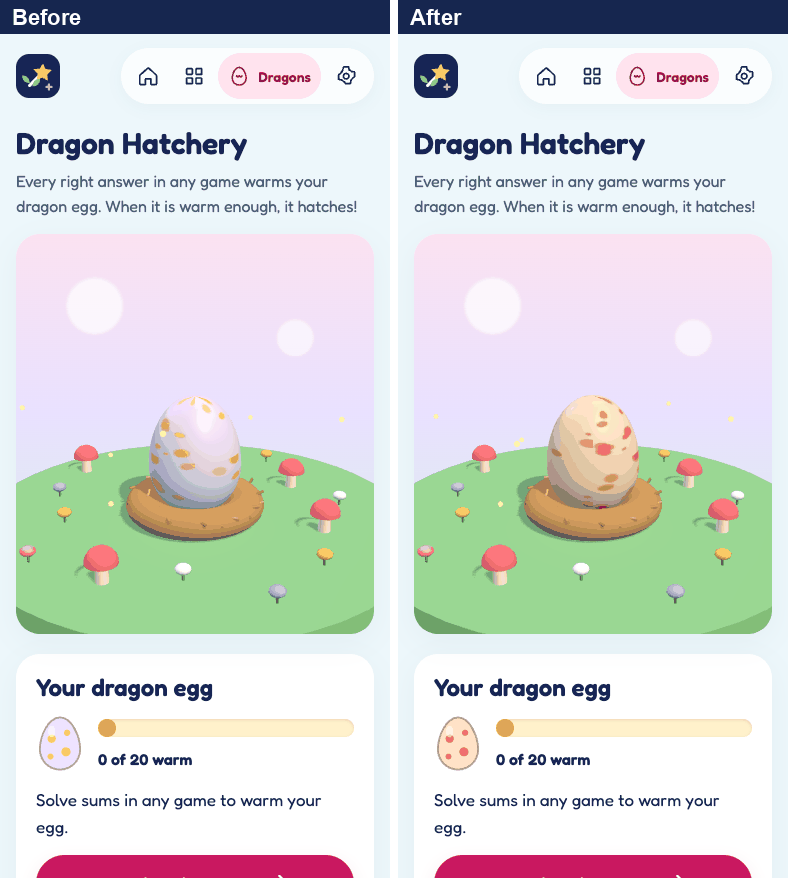 Before
Dragons
Dragon Hatchery
Every right answer in any game warms your
dragon egg. When it is warm enough, it hatches!
Your dragon egg
0 of 20 warm
Solve sums in any game to warm your
egg.
After
Dragons
Dragon Hatchery
Every right answer in any game warms your
dragon egg. When it is warm enough, it hatches!
Your dragon egg
0 of 20 warm
Solve sums in any game to warm your
egg.